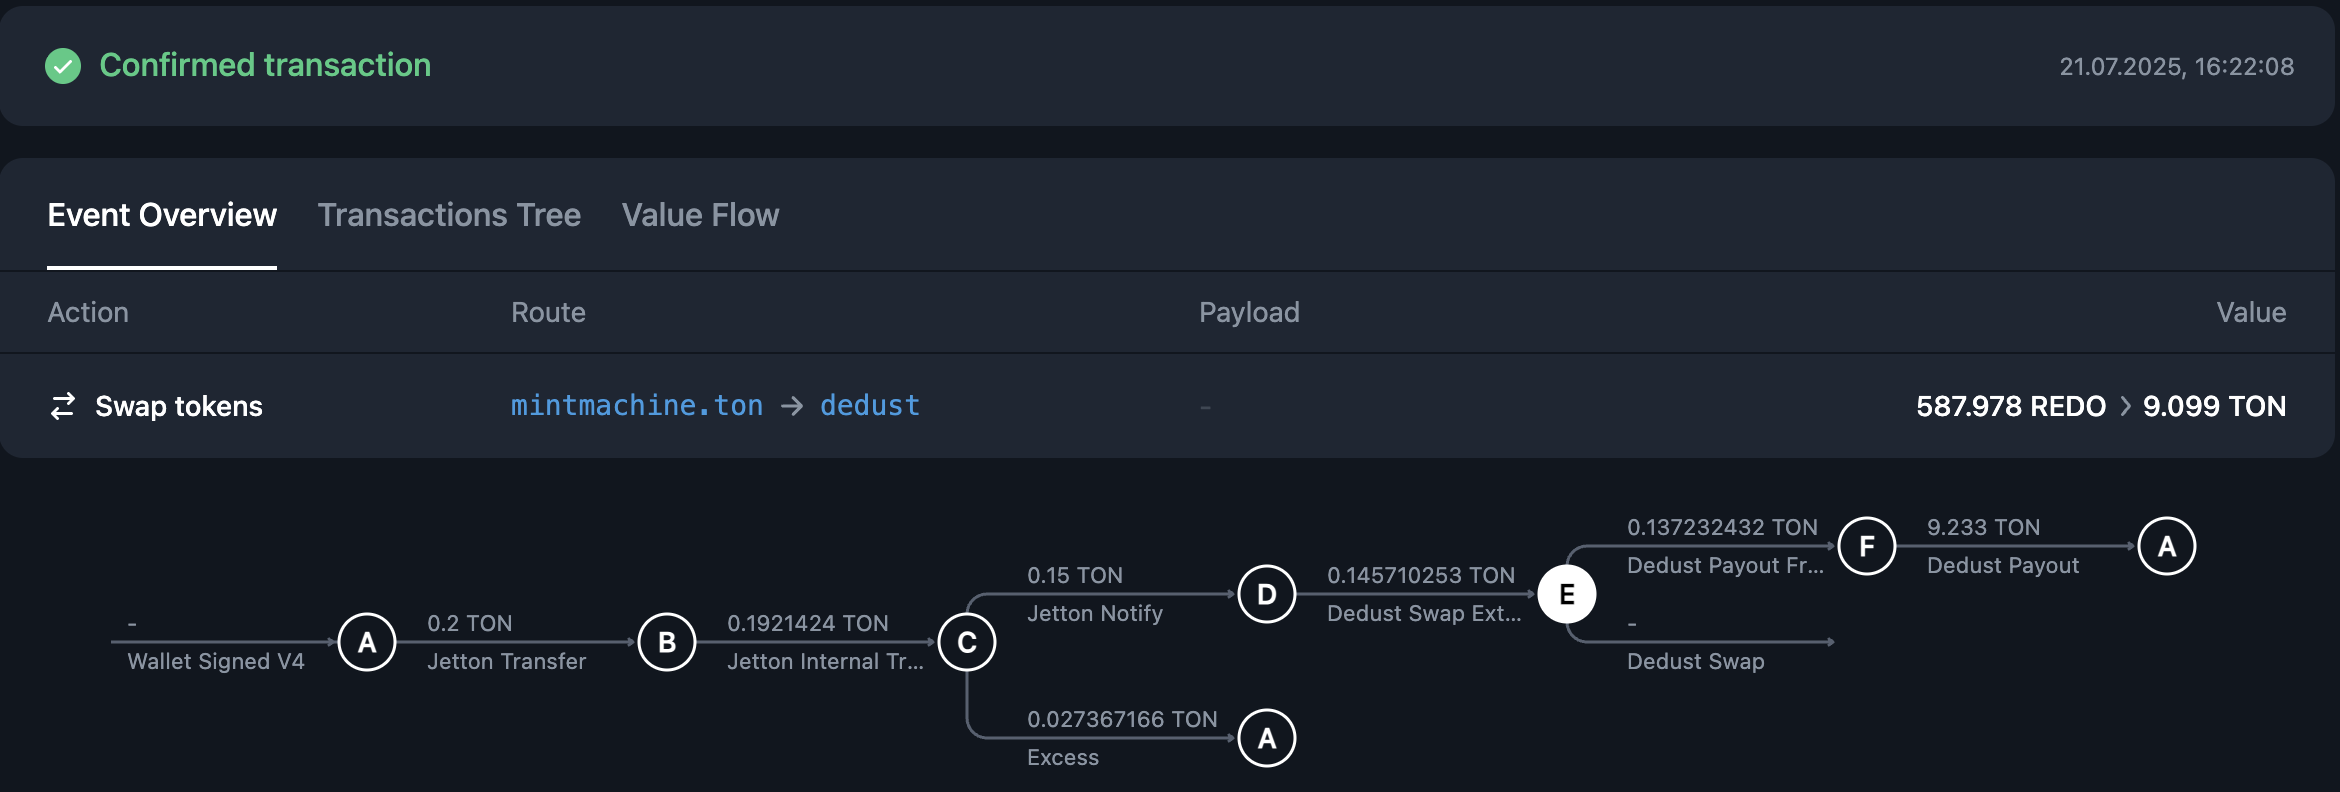 Confirmed transaction
21.07.2025, 16:22:08
Event Overview
Transactions Tree
Value Flow
Action
Route
Payload
Value
Swap tokens
mintmachine.ton → dedust
-
587.978 REDO > 9.099 TON
-
Wallet Signed V4
A
0.2 TON
Jetton Transfer
B
0.1921424 TON
Jetton Internal Tr...
C
0.15 TON
Jetton Notify
D
0.145710253 TON
Dedust Swap Ext...
E
0.137232432 TON
Dedust Payout Fr...
F
9.233 TON
Dedust Payout
A
-
Dedust Swap
0.027367166 TON
Excess
A